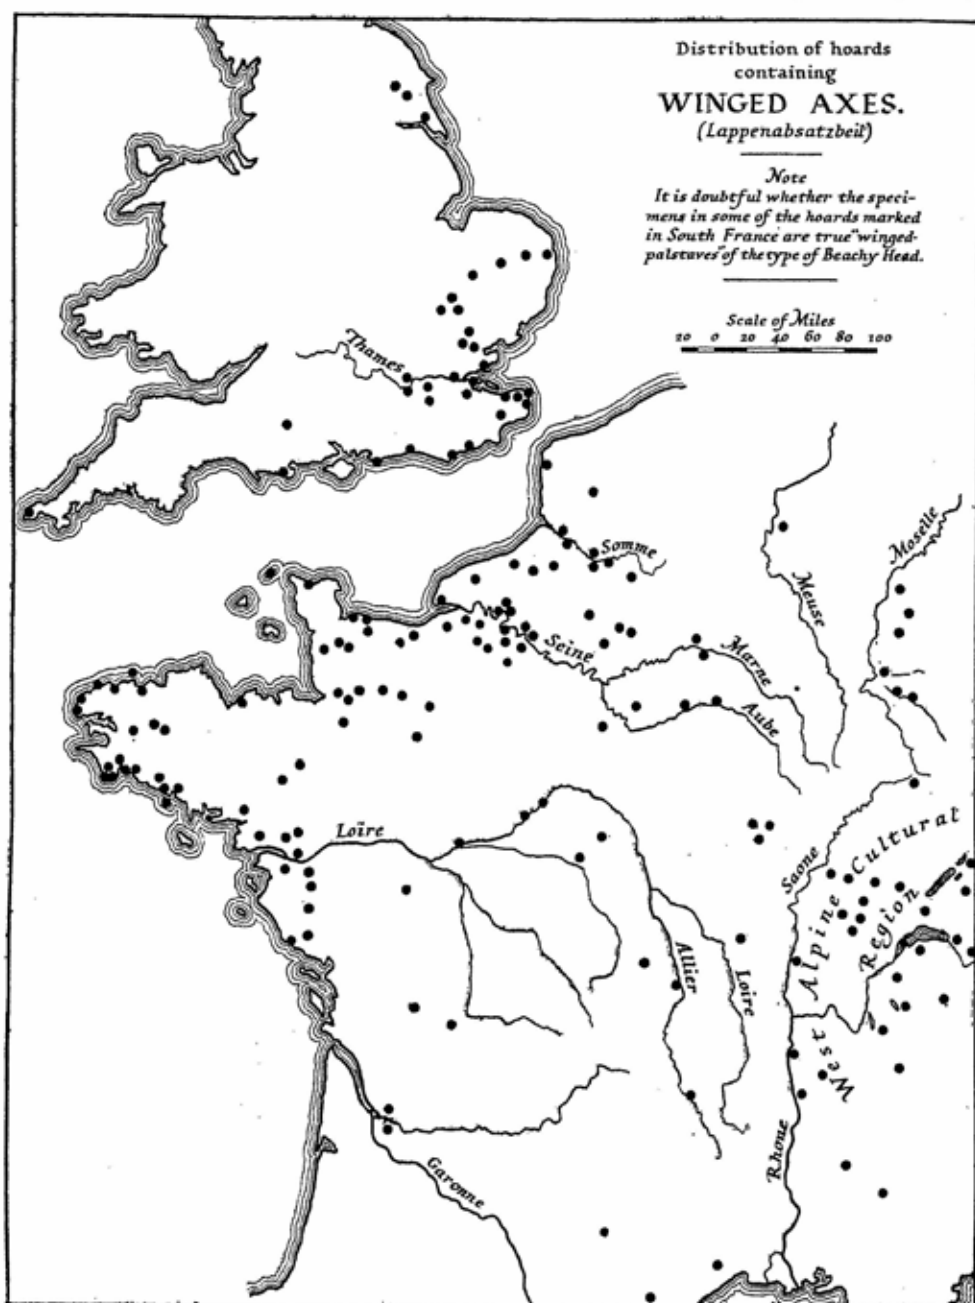 Distribution of hoards
containing
WINGED AXES.
(Lappenabsatzbeil)
Note
It is doubtful whether the speci-
mens in some of the hoards marked
in South France are true "winged-
palstaves" of the type of Beachy Head.
Scale of Miles
20 0 20 40 60 80 100
Thames
Somme
Moselle
Meuse
Seine
Marne
Aube
Loire
Saone
West Alpine Cultural Region
Allier
Loire
Rhone
Garonne